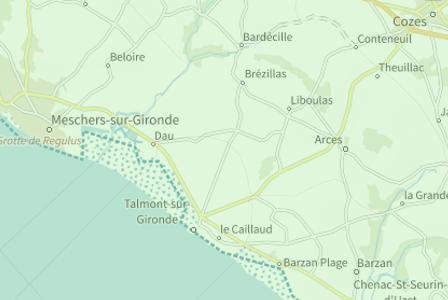 Cozes
Bardécille
Conteneuil
Beloire
Theuillac
Brézillas
Liboulas
Meschers-sur-Gironde
Dau
Arces
Grotte de Regulus
la Grande
Talmont-sur-
Gironde
le Caillaud
Barzan Plage
Barzan
Chenac-St-Seurin-
d'Uzet